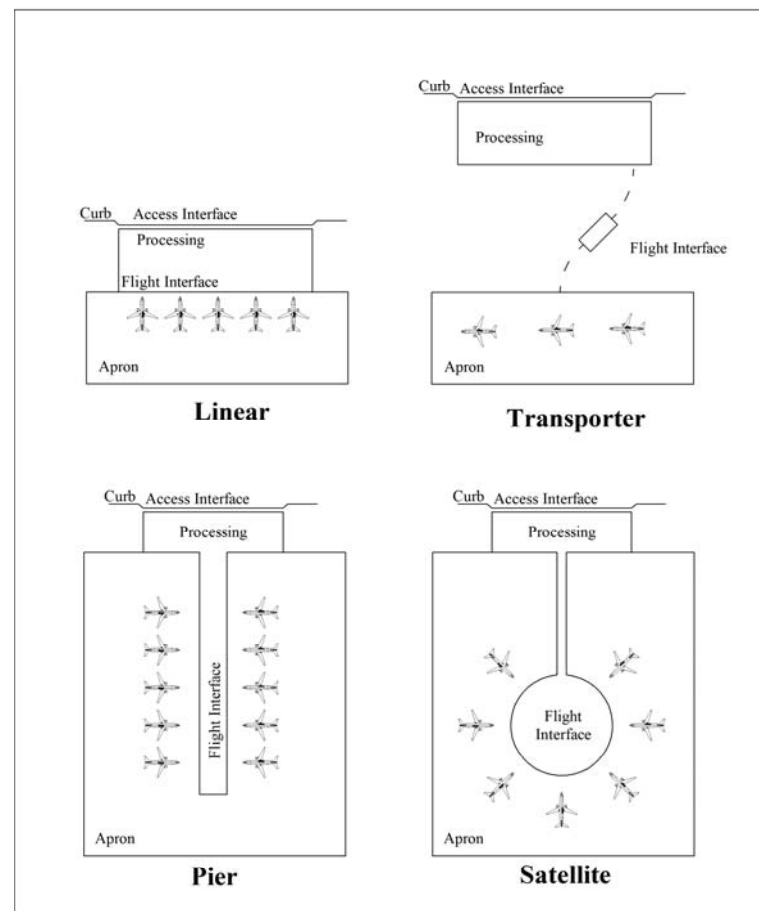 Curb Access Interface
Processing
Flight Interface
Apron
Linear
Curb Access Interface
Processing
Flight Interface
Apron
Transporter
Curb Access Interface
Processing
Flight Interface
Apron
Pier
Curb Access Interface
Processing
Flight
Interface
Apron
Satellite